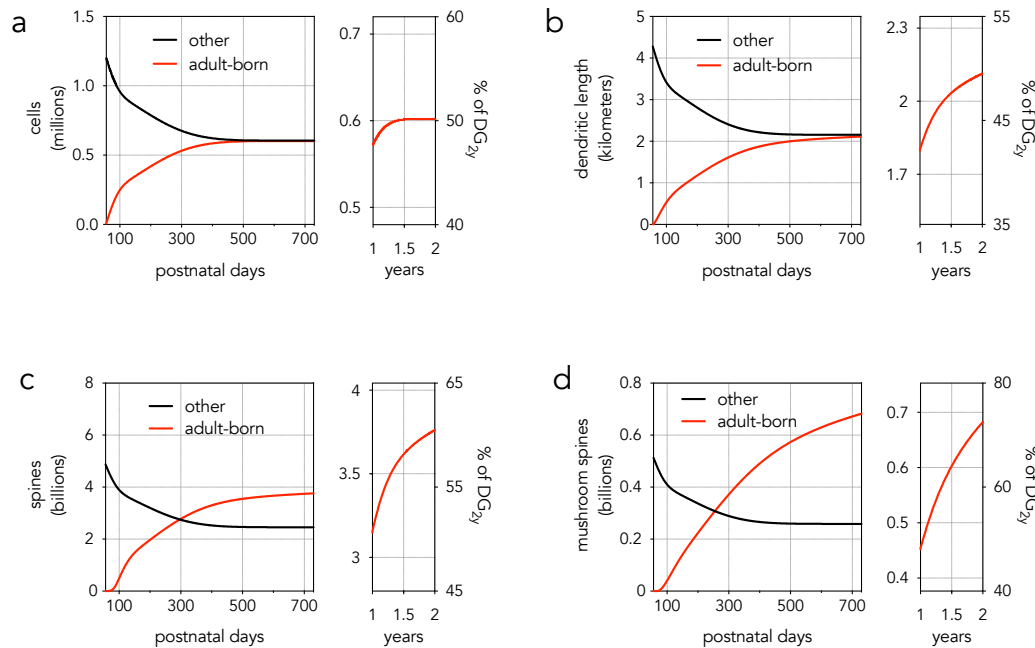 a
cells
(millions)
1.5
1.0
0.5
0.0
other
adult-born
100
300
500
700
postnatal days
0.7
0.6
0.5
60
50
40
% of DG2y
1
1.5
2
years
b
dendritic length
(kilometers)
5
4
3
2
1
0
other
adult-born
100
300
500
700
postnatal days
2.3
2
1.7
55
45
35
% of DG2y
1
1.5
2
years
c
spines
(billions)
8
6
4
2
0
other
adult-born
100
300
500
700
postnatal days
4
3.5
3
65
55
45
% of DG2y
1
1.5
2
years
d
mushroom spines
(billions)
0.8
0.6
0.4
0.2
0
other
adult-born
100
300
500
700
postnatal days
0.7
0.6
0.5
0.4
80
60
40
% of DG2y
1
1.5
2
years